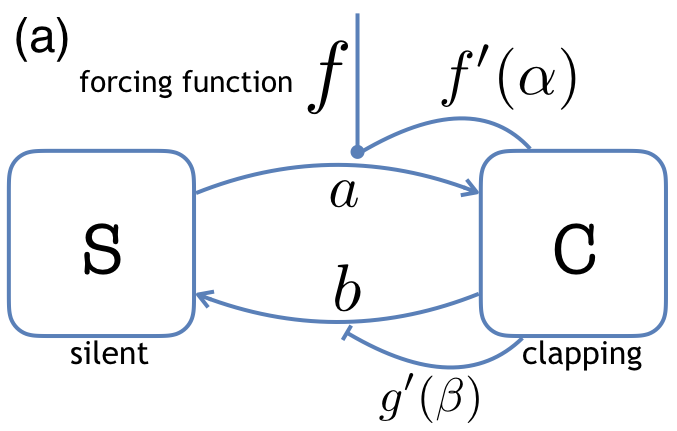 (a)
forcing function f
f′(α)
a
S
C
b
silent
clapping
g′(β)